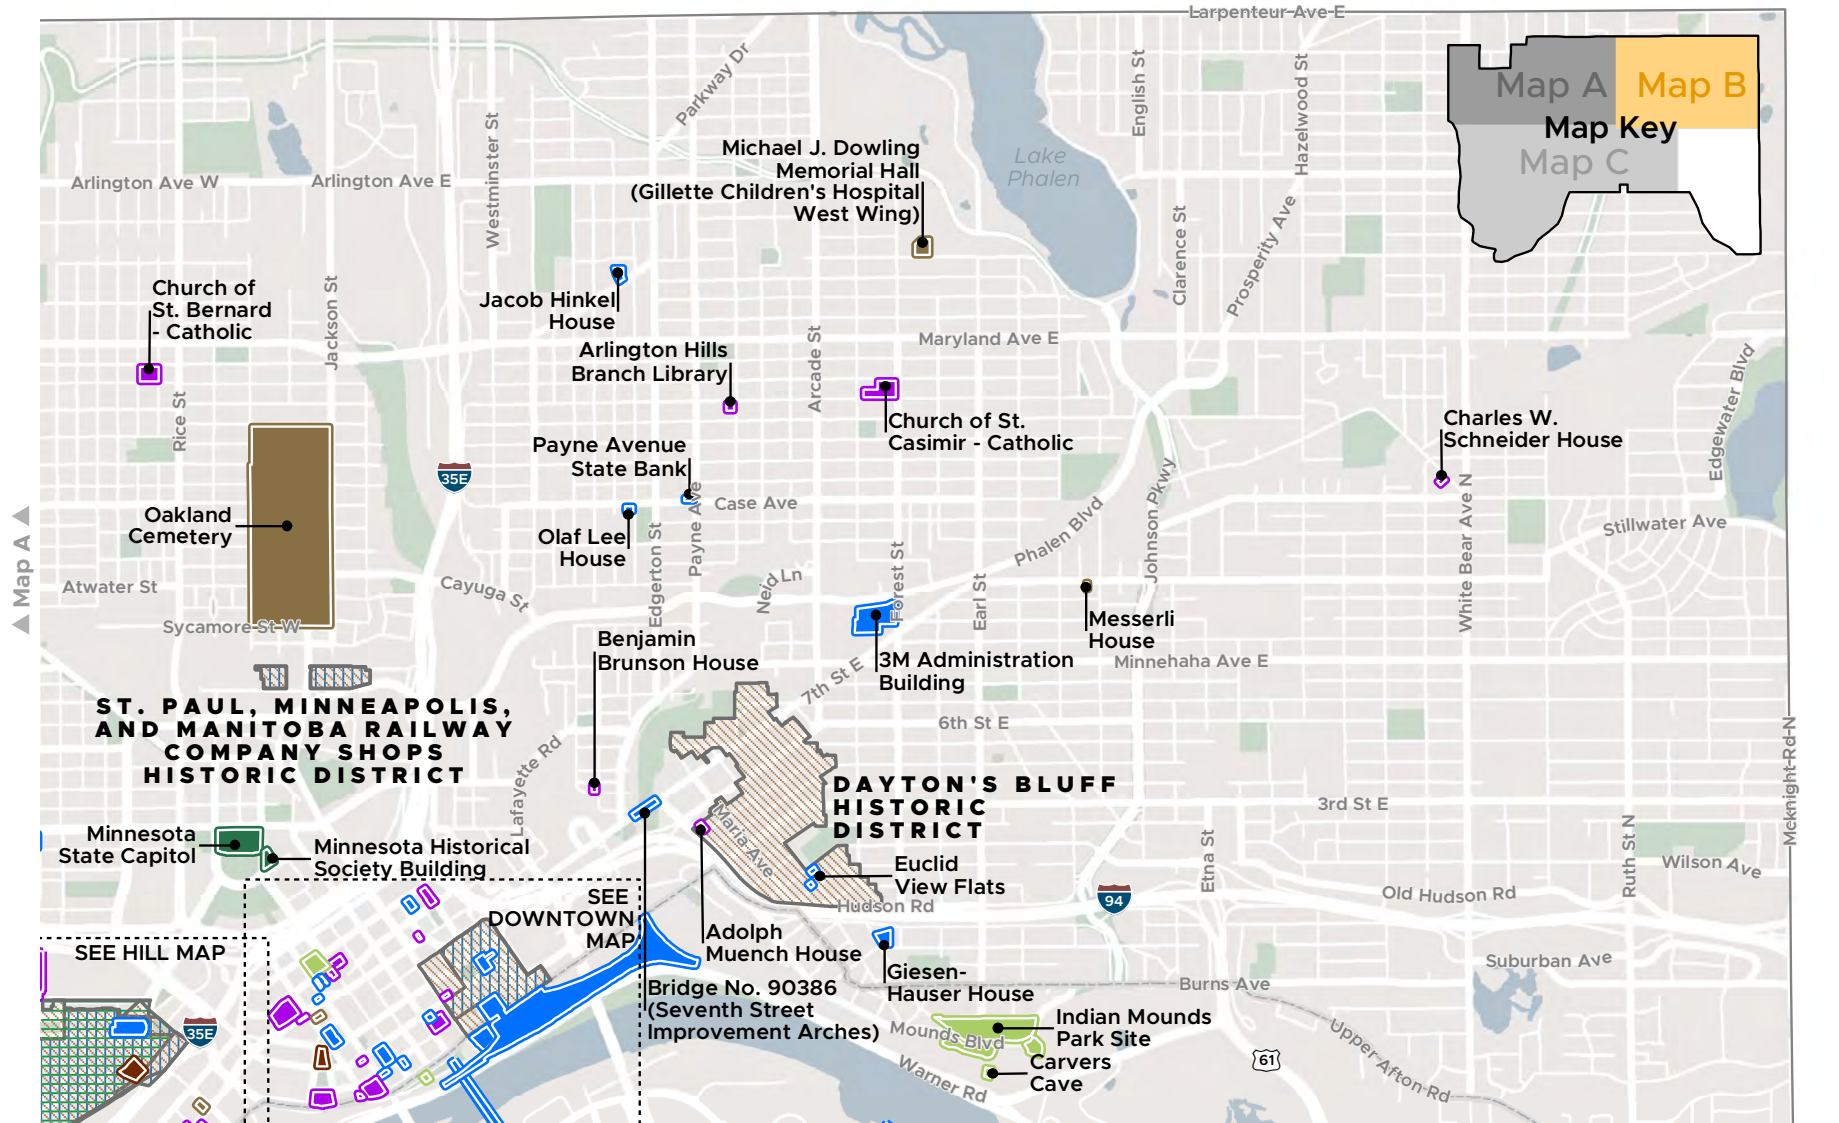 Larpenteur Ave E
Parkway Dr
English St
Hazelwood St
Map A
Map B
Map Key
Map C
Westminster St
Michael J. Dowling
Memorial Hall
(Gillette Children's Hospital
West Wing)
Lake
Phalen
Arlington Ave W
Arlington Ave E
Clarence St
Prosperity Ave
Church of
St. Bernard
- Catholic
Jackson St
Jacob Hinkel
House
Arlington Hills
Branch Library
Arcade St
Maryland Ave E
Edgewater Blvd
Rice St
Church of St.
Casimir - Catholic
Charles W.
Schneider House
Payne Avenue
State Bank
35E
Case Ave
Payne Ave
Oakland
Cemetery
Olaf Lee
House
Edgerton St
Phalen Blvd
Johnson Pkwy
White Bear Ave N
Stillwater Ave
Map A
Atwater St
Cayuga St
Neid Ln
Forest St
Earl St
Messerli
House
Sycamore St W
Benjamin
Brunson House
3M Administration
Building
Minnehaha Ave E
7th St E
6th St E
ST. PAUL, MINNEAPOLIS,
AND MANITOBA RAILWAY
COMPANY SHOPS
HISTORIC DISTRICT
Lafayette Rd
DAYTON'S BLUFF
HISTORIC
DISTRICT
3rd St E
Mcknight-Rd-N
Minnesota
State Capitol
Minnesota Historical
Society Building
Maria Ave
Euclid
View Flats
Etna St
Ruth St N
Wilson Ave
Old Hudson Rd
94
Hudson Rd
SEE
DOWNTOWN
MAP
SEE HILL MAP
Adolph
Muench House
Giesen-
Hauser House
Suburban Ave
Burns Ave
Bridge No. 90386
(Seventh Street
Improvement Arches)
35E
Indian Mounds
Park Site
Mounds Blvd
Carvers
Cave
Warner Rd
61
Upper Afton Rd